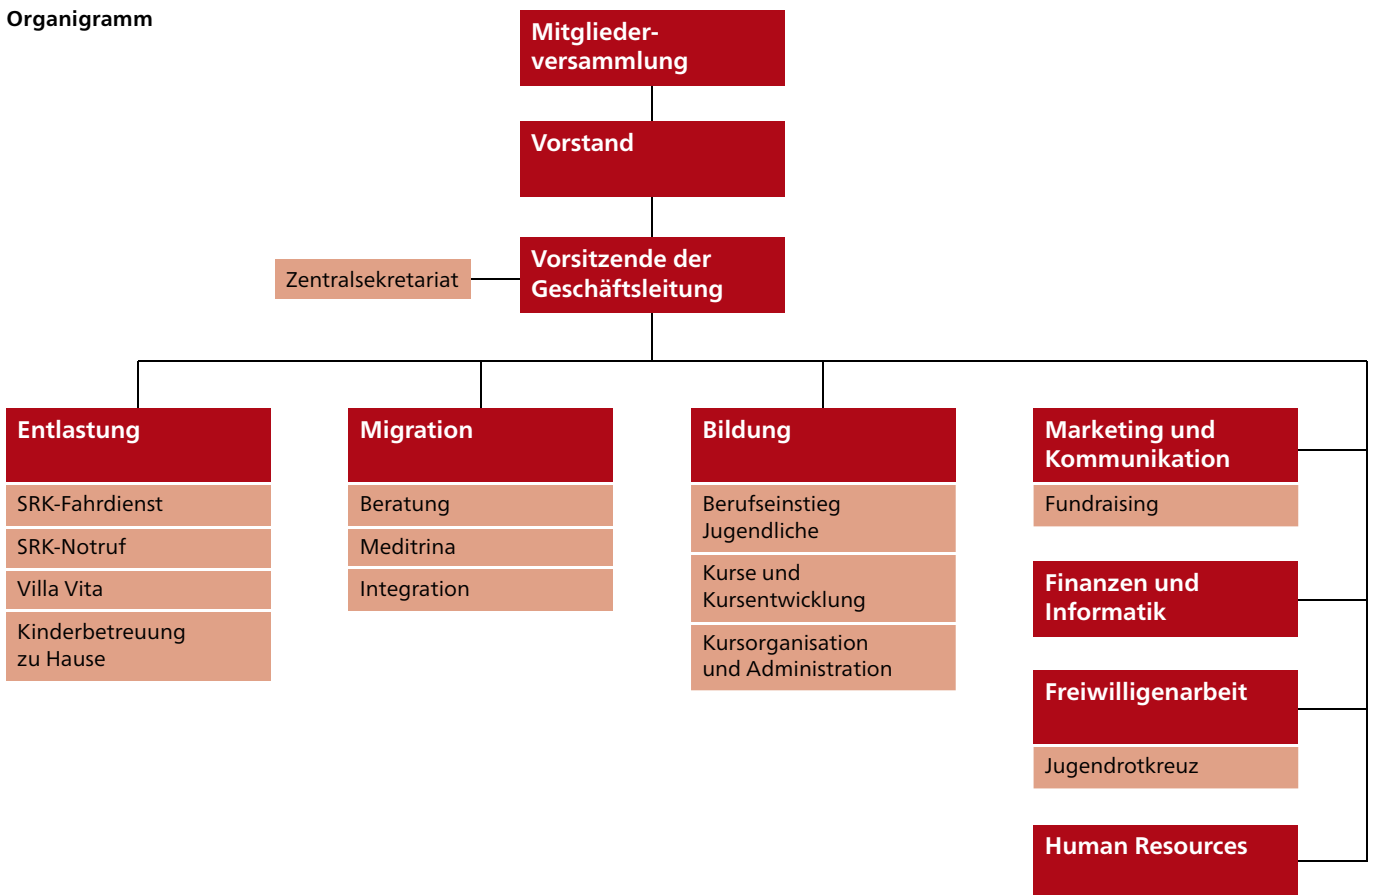 Organigramm
Mitglieder-
versammlung
Vorstand
Vorsitzende der
Geschäftsleitung
Zentralsekretariat
Entlastung
SRK-Fahrdienst
SRK-Notruf
Villa Vita
Kinderbetreuung
zu Hause
Migration
Beratung
Meditrina
Integration
Bildung
Berufseinstieg
Jugendliche
Kurse und
Kursentwicklung
Kursorganisation
und Administration
Marketing und
Kommunikation
Fundraising
Finanzen und
Informatik
Freiwilligenarbeit
Jugendrotkreuz
Human Resources